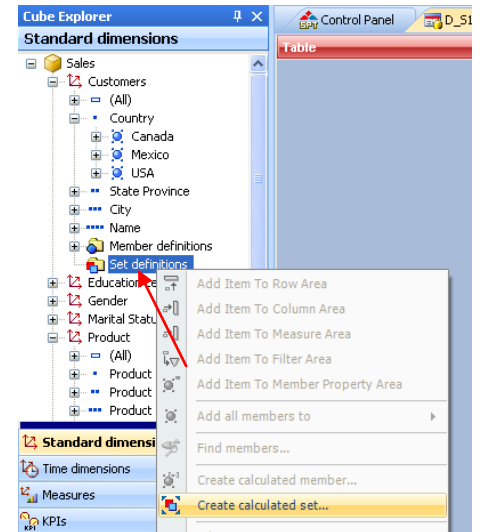 Cube Explorer
Control Panel
D_S1
Standard dimensions
Table
Sales
Customers
(All)
Country
Canada
Mexico
USA
State Province
City
Name
Member definitions
Set definitions
Education
Gender
Marital Statu
Product
(All)
Product
Product
Product
Add Item To Row Area
Add Item To Column Area
Add Item To Measure Area
Add Item To Filter Area
Add Item To Member Property Area
Add all members to
Find members...
Create calculated member...
Create calculated set...
Standard dimensi
Time dimensions
Measures
KPI
KPIs